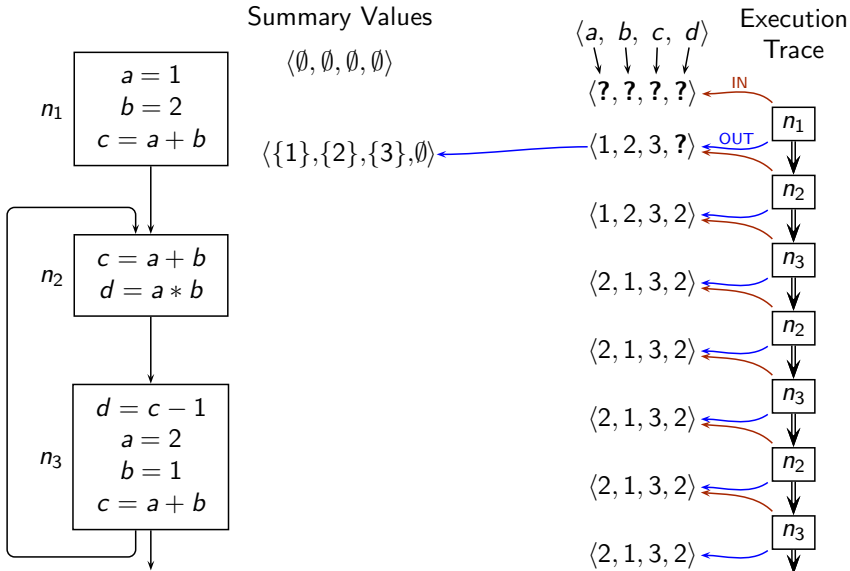 Summary Values
⟨∅, ∅, ∅, ∅⟩
⟨{1},{2},{3},∅⟩
n1
a = 1
b = 2
c = a + b
n2
c = a + b
d = a ∗ b
n3
d = c − 1
a = 2
b = 1
c = a + b
Execution
Trace
⟨a, b, c, d⟩
⟨?, ?, ?, ?⟩
IN
n1
⟨1, 2, 3, ?⟩
OUT
n2
⟨1, 2, 3, 2⟩
n3
⟨2, 1, 3, 2⟩
n2
⟨2, 1, 3, 2⟩
n3
⟨2, 1, 3, 2⟩
n2
⟨2, 1, 3, 2⟩
n3
⟨2, 1, 3, 2⟩